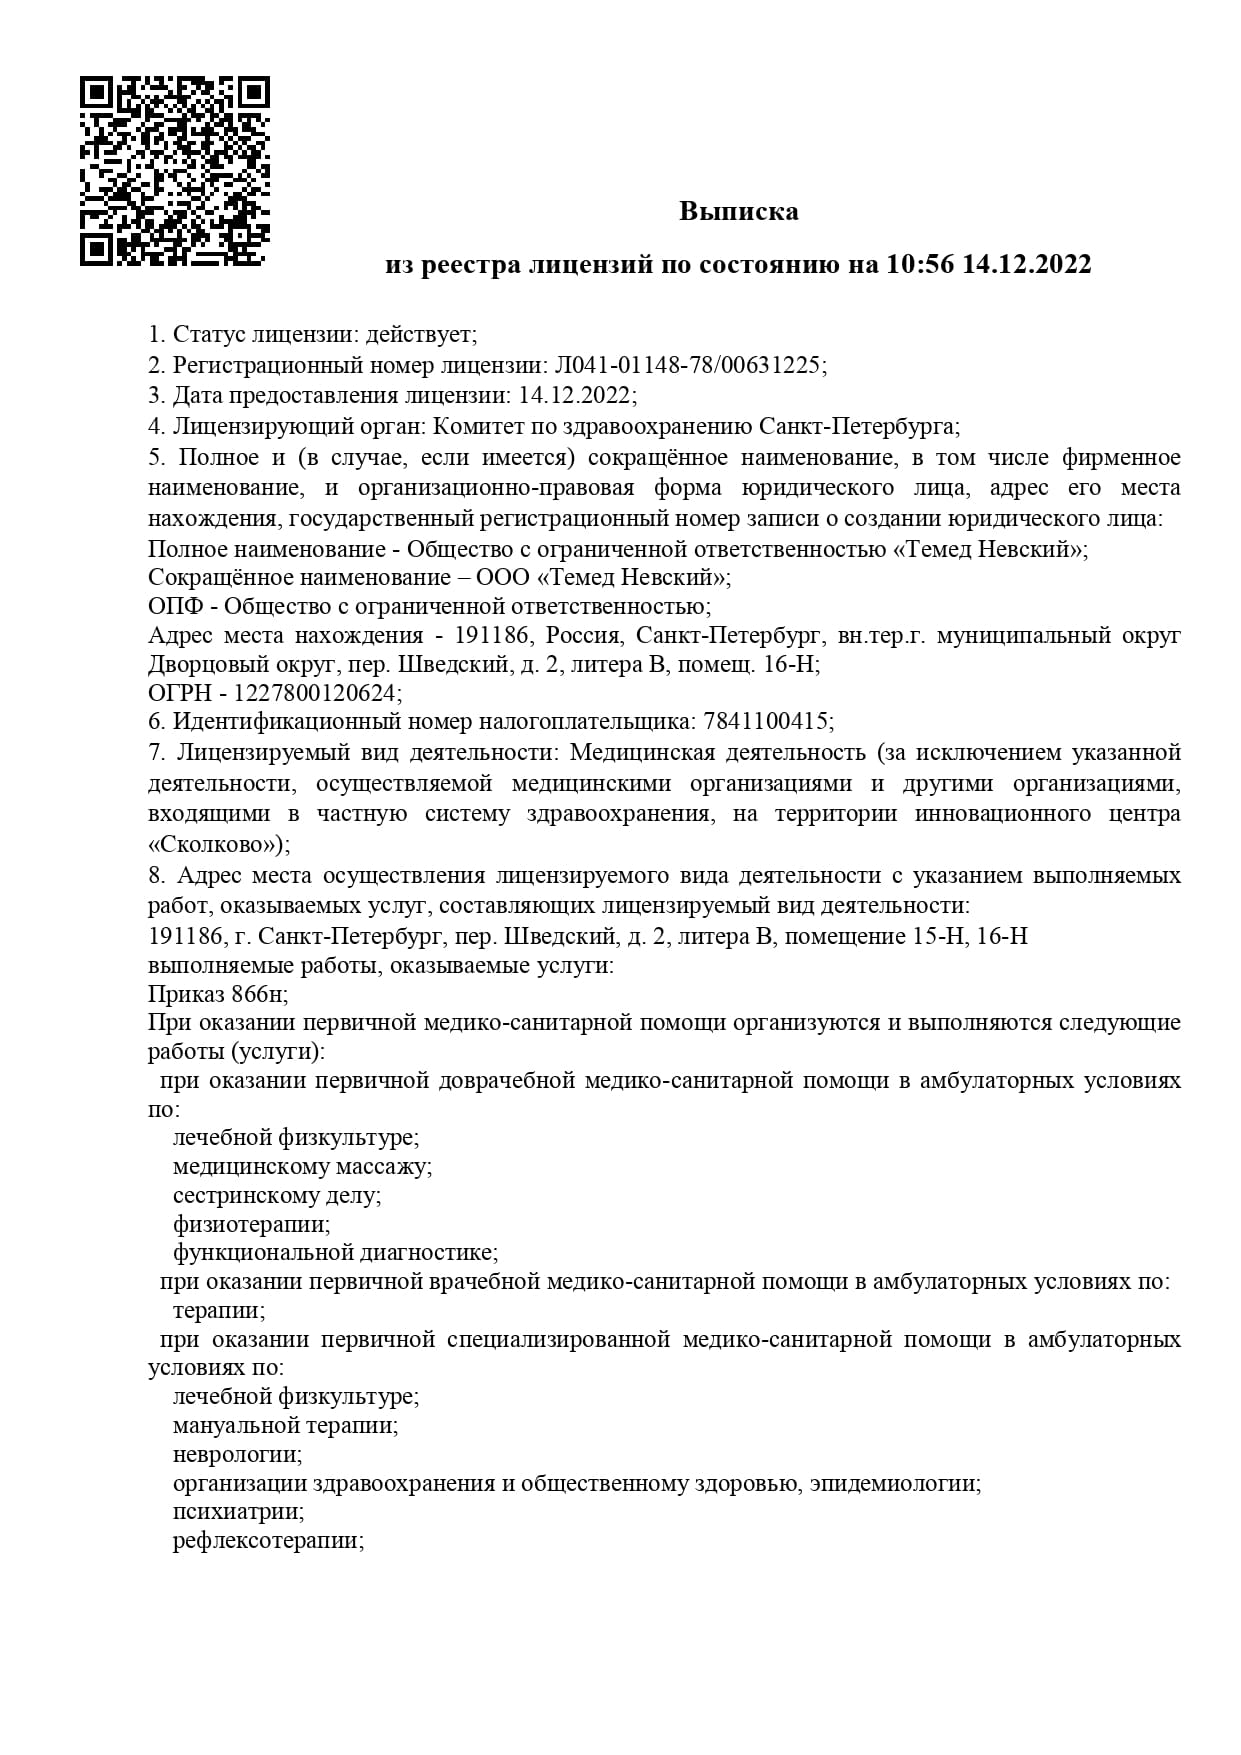 Выписка
из реестра лицензий по состоянию на 10:56 14.12.2022
1. Статус лицензии: действует;
2. Регистрационный номер лицензии: Л041-01148-78/00631225;
3. Дата предоставления лицензии: 14.12.2022;
4. Лицензирующий орган: Комитет по здравоохранению Санкт-Петербурга;
5. Полное и (в случае, если имеется) сокращённое наименование, в том числе фирменное
наименование, и организационно-правовая форма юридического лица, адрес его места
нахождения, государственный регистрационный номер записи о создании юридического лица:
Полное наименование - Общество с ограниченной ответственностью «Темед Невский»;
Сокращённое наименование – ООО «Темед Невский»;
ОПФ - Общество с ограниченной ответственностью;
Адрес места нахождения - 191186, Россия, Санкт-Петербург, вн.тер.г. муниципальный округ
Дворцовый округ, пер. Шведский, д. 2, литера В, помещ. 16-Н;
ОГРН - 1227800120624;
6. Идентификационный номер налогоплательщика: 7841100415;
7. Лицензируемый вид деятельности: Медицинская деятельность (за исключением указанной
деятельности, осуществляемой медицинскими организациями и другими организациями,
входящими в частную систему здравоохранения, на территории инновационного центра
«Сколково»);
8. Адрес места осуществления лицензируемого вида деятельности с указанием выполняемых
работ, оказываемых услуг, составляющих лицензируемый вид деятельности:
191186, г. Санкт-Петербург, пер. Шведский, д. 2, литера В, помещение 15-Н, 16-Н
выполняемые работы, оказываемые услуги:
Приказ 866н;
При оказании первичной медико-санитарной помощи организуются и выполняются следующие
работы (услуги):
при оказании первичной доврачебной медико-санитарной помощи в амбулаторных условиях
по:
лечебной физкультуре;
медицинскому массажу;
сестринскому делу;
физиотерапии;
функциональной диагностике;
при оказании первичной врачебной медико-санитарной помощи в амбулаторных условиях по:
терапии;
при оказании первичной специализированной медико-санитарной помощи в амбулаторных
условиях по:
лечебной физкультуре;
мануальной терапии;
неврологии;
организации здравоохранения и общественному здоровью, эпидемиологии;
психиатрии;
рефлексотерапии;